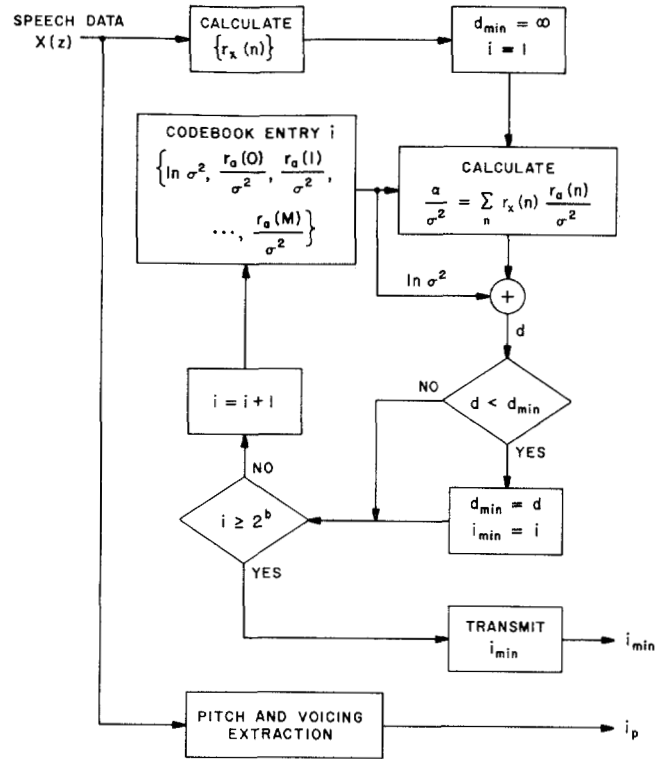 SPEECH DATA
X(z)
CALCULATE
{r_x(n)}
d_min = ∞
i = 1
CODEBOOK ENTRY i
{ln σ², r_a(0)/σ², r_a(1)/σ²,
..., r_a(M)/σ²}
CALCULATE
α/σ² = Σ_n r_x(n) r_a(n)/σ²
ln σ²
+
d
i = i + 1
NO
d < d_min
YES
NO
i ≥ 2^b
YES
d_min = d
i_min = i
TRANSMIT
i_min
i_min
PITCH AND VOICING
EXTRACTION
i_p